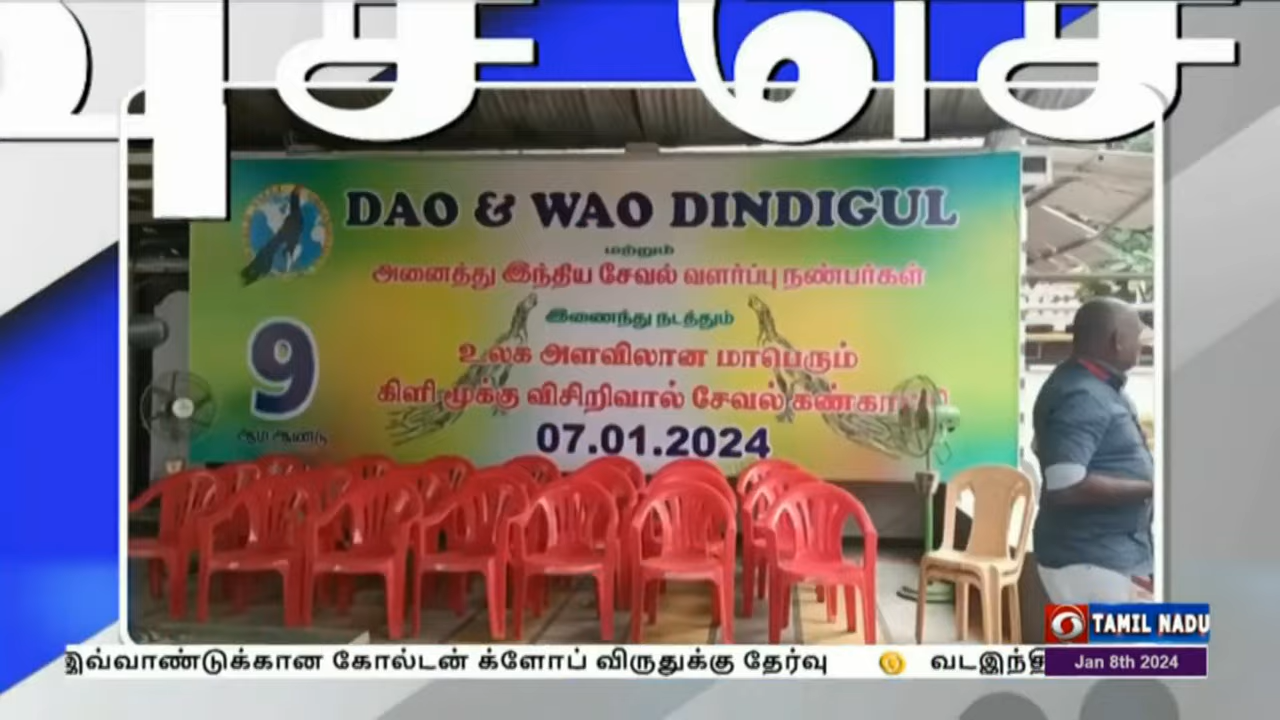 DAO & WAO DINDIGUL
மற்றும்
அனைத்து இந்திய சேவல் வளர்ப்பு நண்பர்கள்
இணைந்து நடத்தும்
உலக அளவிலான மாபெரும்
கிளி மூக்கு விசிறிவால் சேவல்
07.01.2024
9
ஆம் ஆண்டு
TAMIL NADU
இவ்வாண்டுக்கான கோல்டன் க்ளோப் விருதுக்கு தேர்வு
Jan 8th 2024